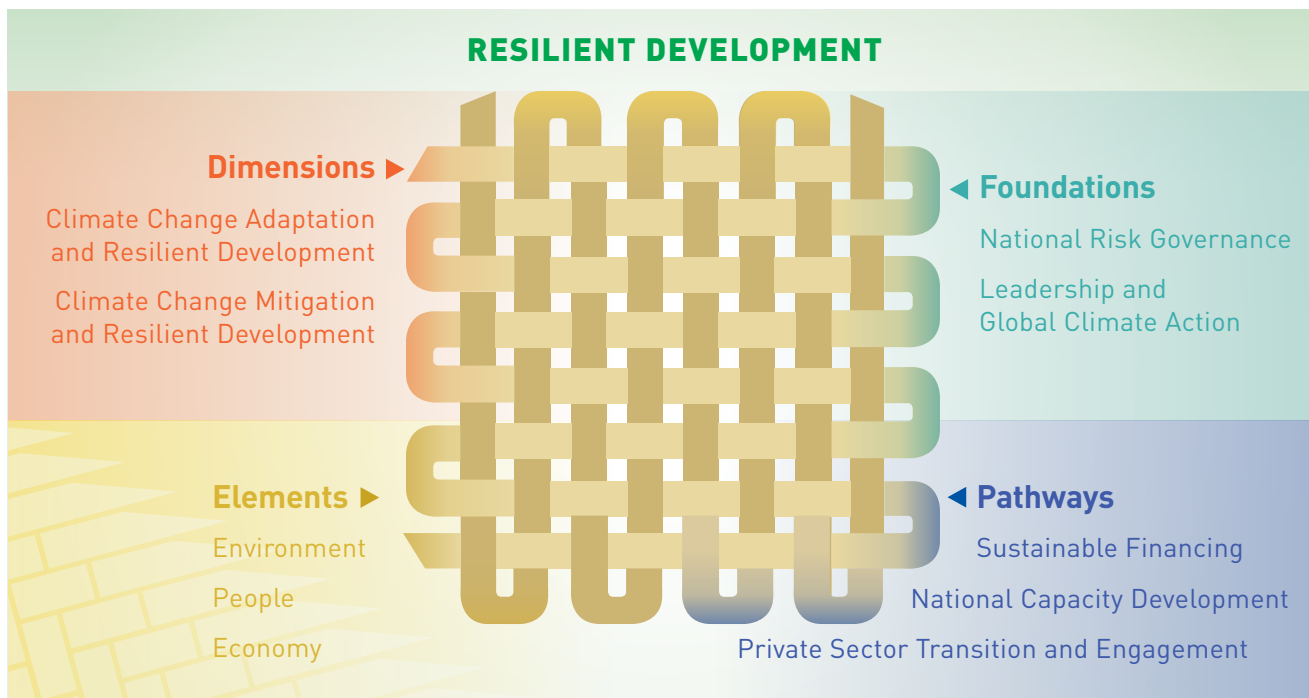 RESILIENT DEVELOPMENT
Dimensions
Climate Change Adaptation
and Resilient Development
Climate Change Mitigation
and Resilient Development
Foundations
National Risk Governance
Leadership and
Global Climate Action
Elements
Environment
People
Economy
Pathways
Sustainable Financing
National Capacity Development
Private Sector Transition and Engagement